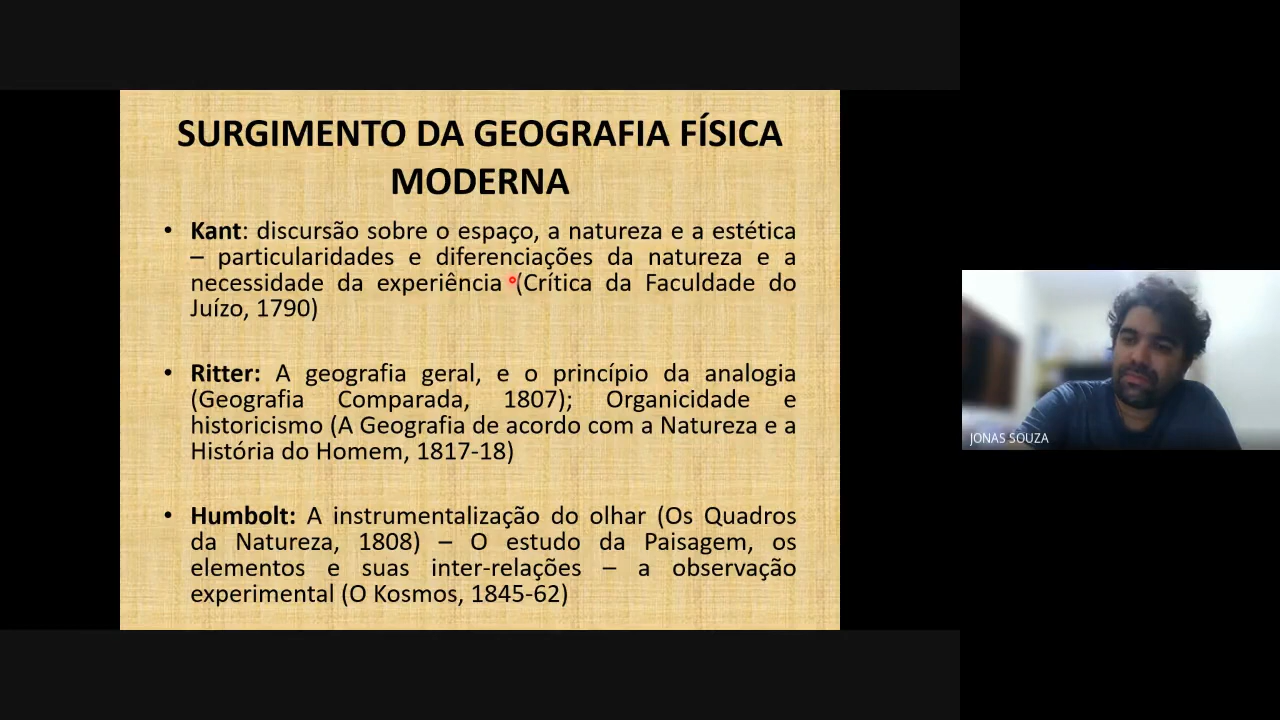 SURGIMENTO DA GEOGRAFIA FÍSICA
MODERNA
• Kant: discursão sobre o espaço, a natureza e a estética
– particularidades e diferenciações da natureza e a
necessidade da experiência (Crítica da Faculdade do
Juízo, 1790)
• Ritter: A geografia geral, e o princípio da analogia
(Geografia Comparada, 1807); Organicidade e
historicismo (A Geografia de acordo com a Natureza e a
História do Homem, 1817-18)
• Humbolt: A instrumentalização do olhar (Os Quadros
da Natureza, 1808) – O estudo da Paisagem, os
elementos e suas inter-relações – a observação
experimental (O Kosmos, 1845-62)
JONAS SOUZA